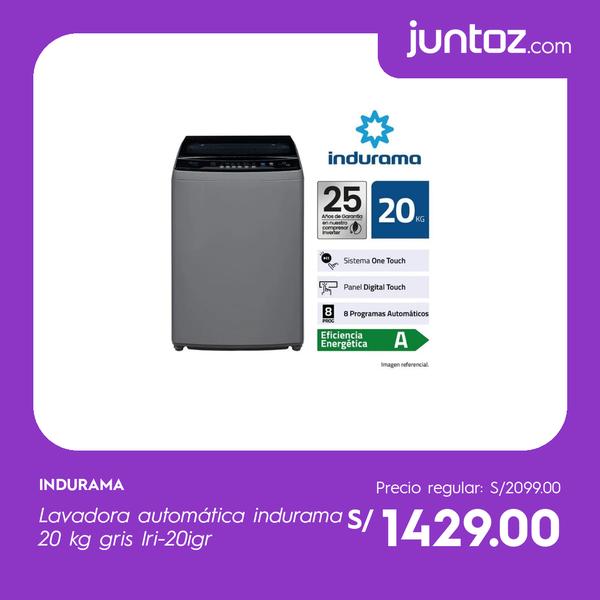 juntoz.com
indurama
25
Años de Garantía
en nuestro
compresor
Inverter
20 KG
Sistema One Touch
Panel Digital Touch
8
PROG
8 Programas Automáticos
Eficiencia
Energética
A
Imagen referencial.
INDURAMA
Precio regular: S/2099.00
Lavadora automática indurama
20 kg gris lri-20igr
S/ 1429.00